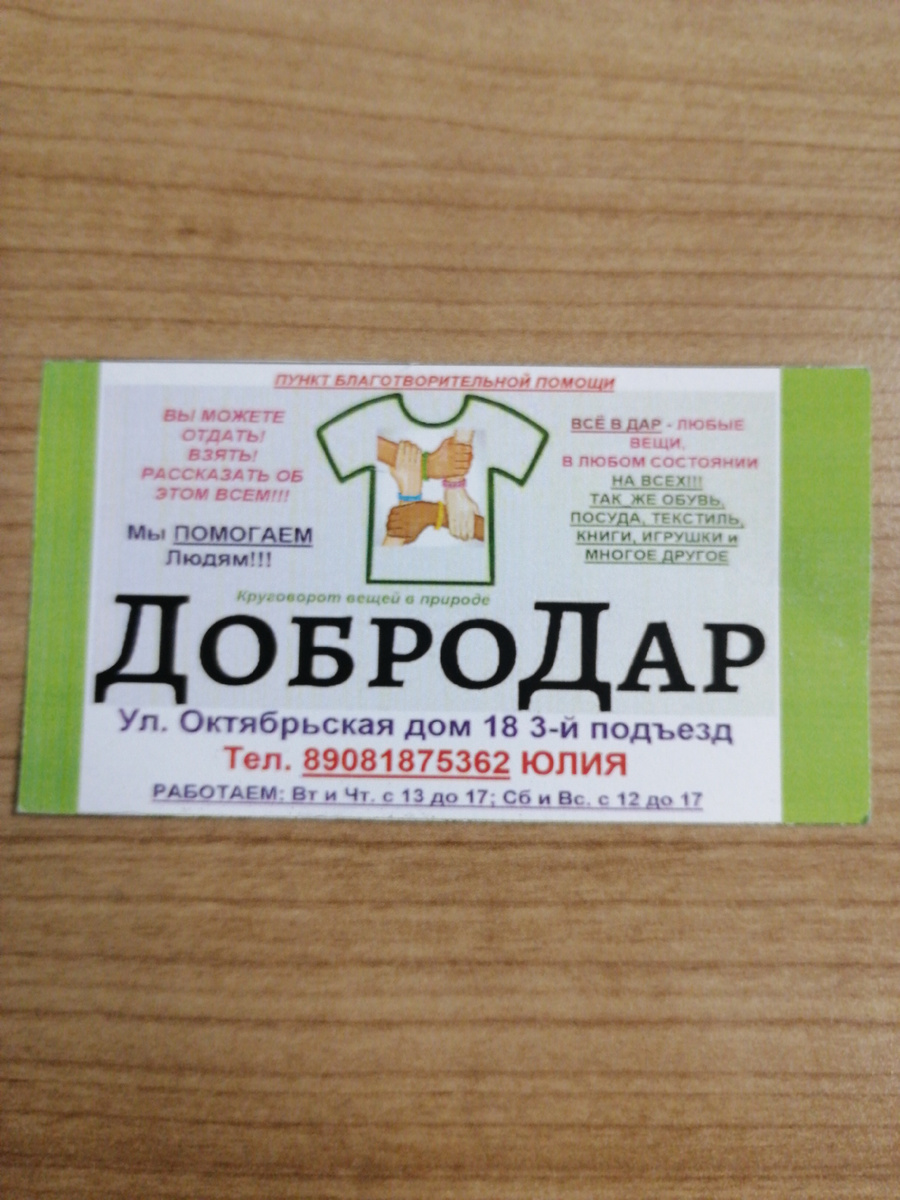 ПУНКТ БЛАГОТВОРИТЕЛЬНОЙ ПОМОЩИ
ВЫ МОЖЕТЕ
ОТДАТЬ!
ВЗЯТЬ!
РАССКАЗАТЬ ОБ
ЭТОМ ВСЕМ!!!
Мы ПОМОГАЕМ
Людям!!!
ВСЁ В ДАР - ЛЮБЫЕ
ВЕЩИ,
В ЛЮБОМ СОСТОЯНИИ
НА ВСЕХ!!!
ТАК ЖЕ ОБУВЬ,
ПОСУДА, ТЕКСТИЛЬ,
КНИГИ, ИГРУШКИ и
МНОГОЕ ДРУГОЕ
Круговорот вещей в природе
ДОБРОДАР
Ул. Октябрьская дом 18 3-й подъезд
Тел. 89081875362 ЮЛИЯ
РАБОТАЕМ: Вт и Чт. с 13 до 17; Сб и Вс. с 12 до 17